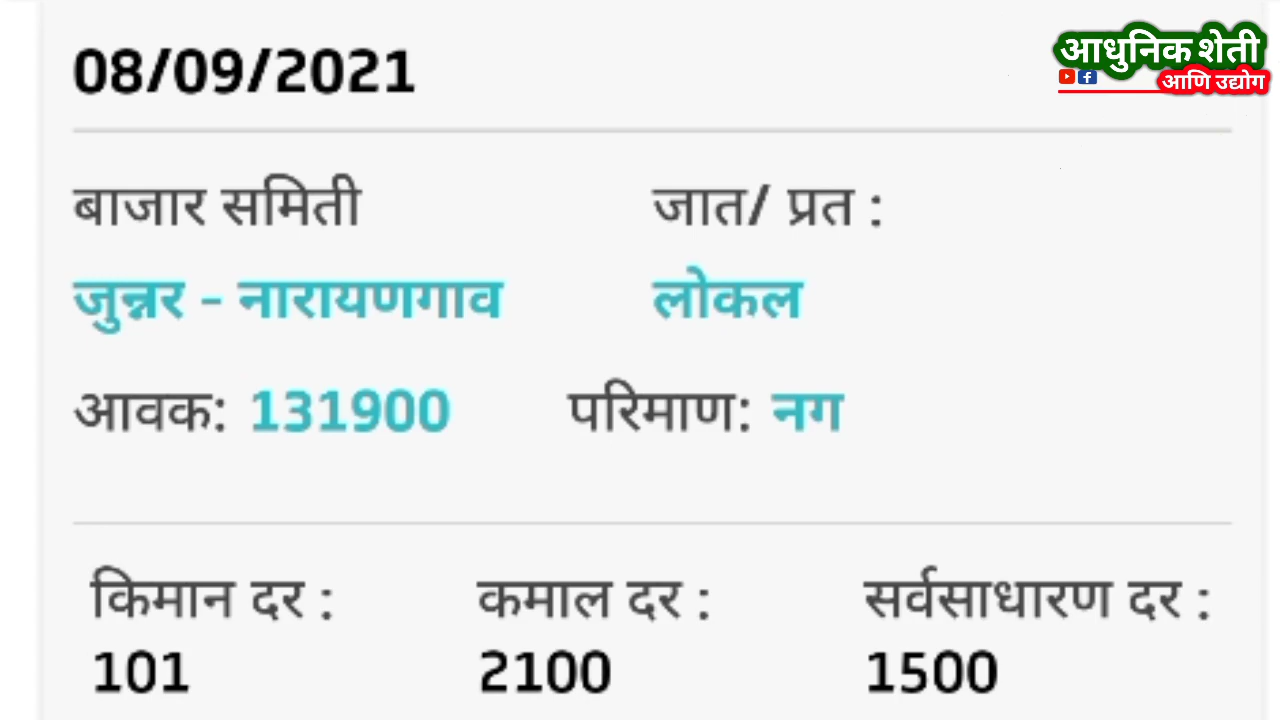 08/09/2021
आधुनिक शेती
आणि उद्योग
बाजार समिती जात/ प्रत :
जुन्नर - नारायणगाव लोकल
आवक: 131900 परिमाण: नग
किमान दर : कमाल दर : सर्वसाधारण दर :
101 2100 1500